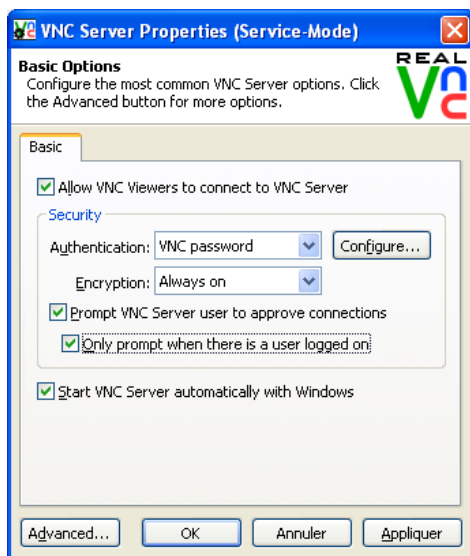 VNC Server Properties (Service-Mode)
Basic Options
Configure the most common VNC Server options. Click
the Advanced button for more options.
REAL
VNC
Basic
Allow VNC Viewers to connect to VNC Server
Security
Authentication: VNC password Configure...
Encryption: Always on
Prompt VNC Server user to approve connections
Only prompt when there is a user logged on
Start VNC Server automatically with Windows
Advanced... OK Annuler Appliquer